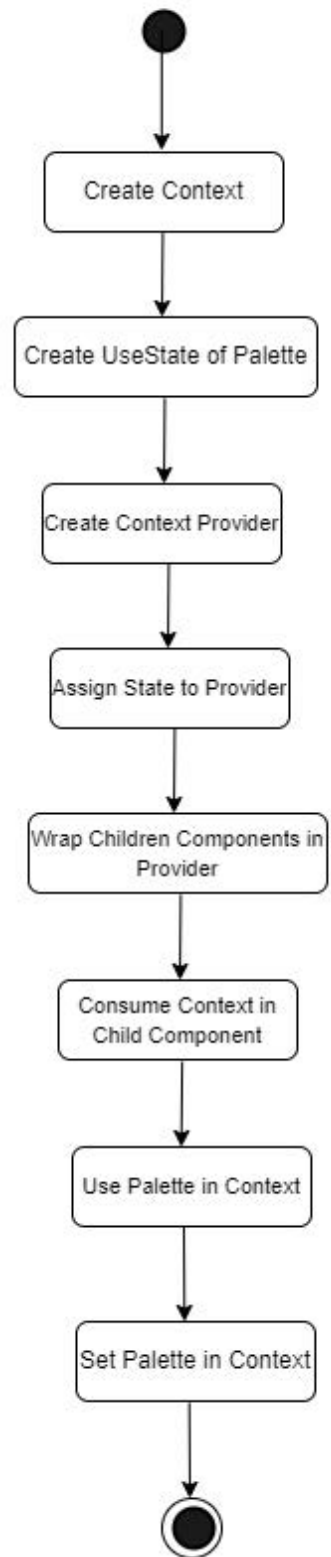 Create Context
Create UseState of Palette
Create Context Provider
Assign State to Provider
Wrap Children Components in
Provider
Consume Context in
Child Component
Use Palette in Context
Set Palette in Context